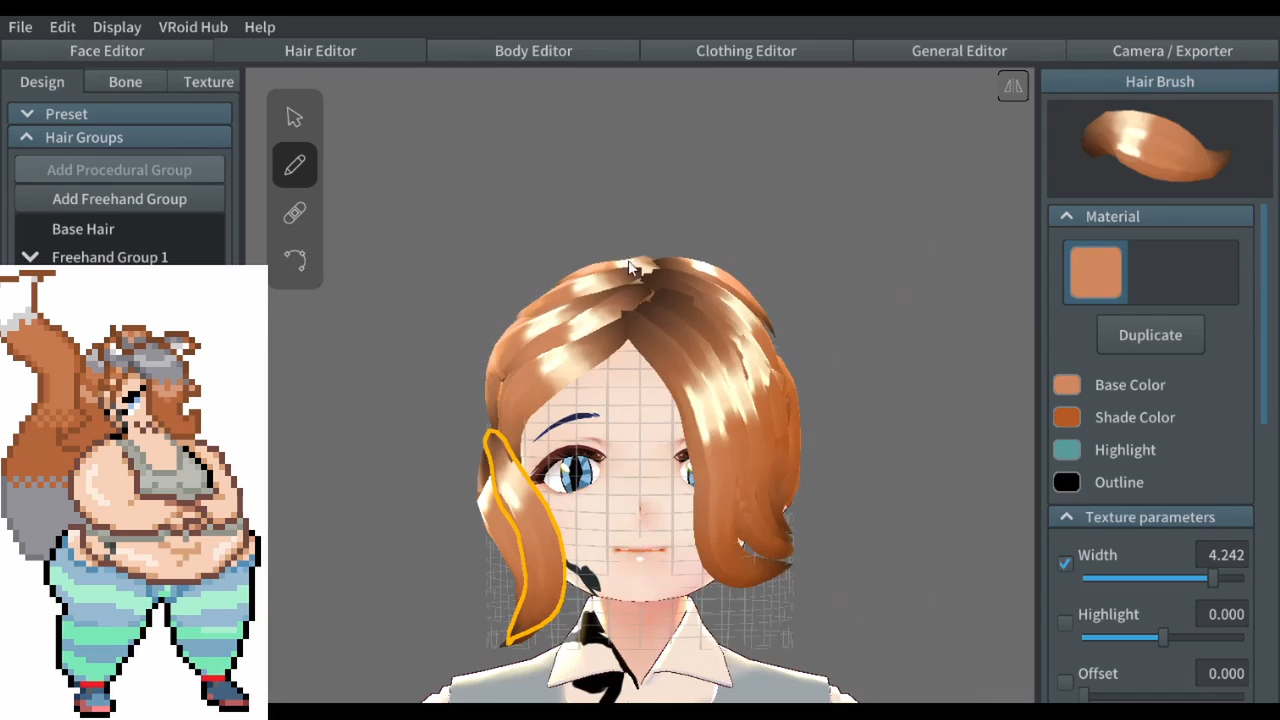 File Edit Display VRoid Hub Help
Face Editor Hair Editor Body Editor Clothing Editor General Editor Camera / Exporter
Design Bone Texture
Preset
Hair Groups
Add Procedural Group
Add Freehand Group
Base Hair
Freehand Group 1
Hair Brush
Material
Duplicate
Base Color
Shade Color
Highlight
Outline
Texture parameters
Width 4.242
Highlight 0.000
Offset 0.000